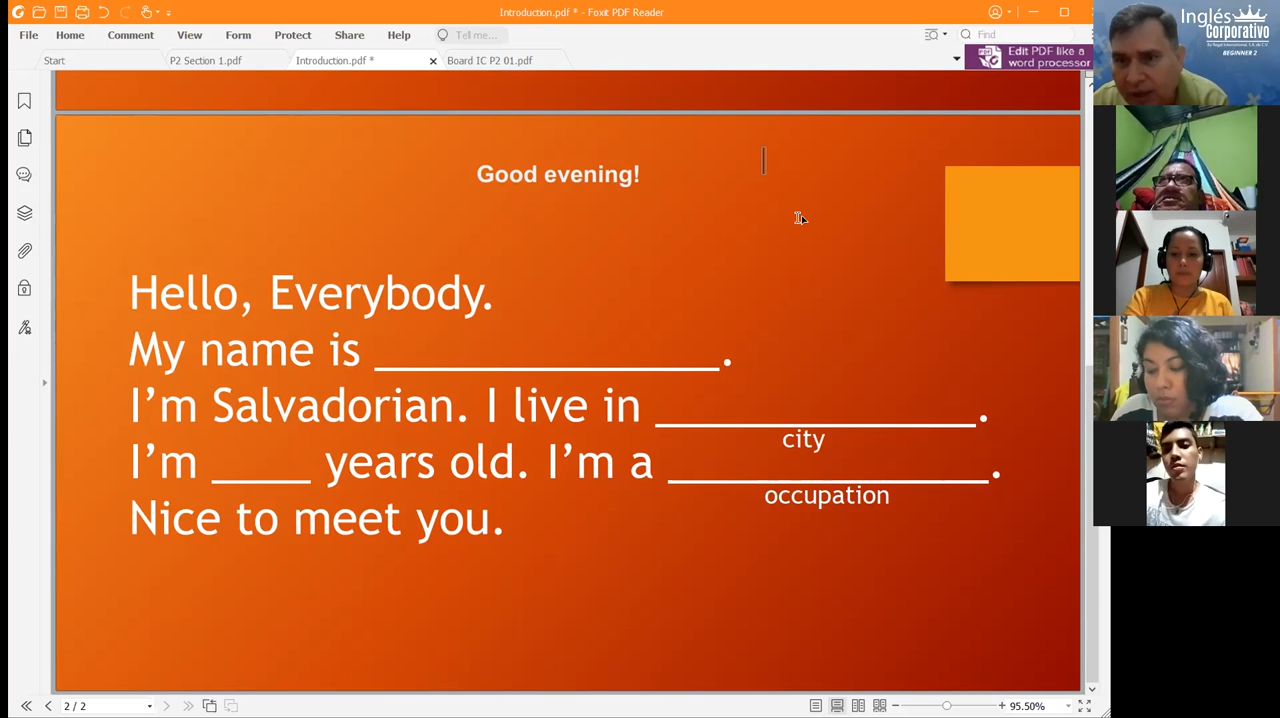 Introduction.pdf * - Foxit PDF Reader
File Home Comment View Form Protect Share Help Tell me... Find
Start P2 Section 1.pdf Introduction.pdf * Board IC P2 01.pdf
Edit PDF like a
word processor
Inglés
Corporativo
BEGINNER 2
Good evening!
Hello, Everybody.
My name is ________________.
I'm Salvadorian. I live in _______________.
city
I'm _____ years old. I'm a _______________.
occupation
Nice to meet you.
2 / 2
95.50%